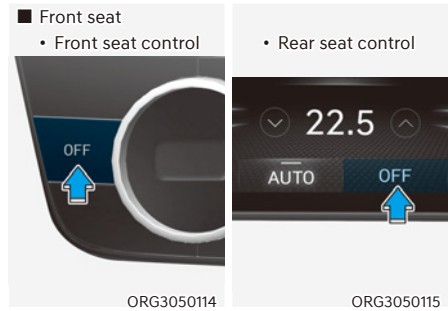 ■ Front seat
• Front seat control
• Rear seat control
OFF
22.5
AUTO
OFF
ORG3050114
ORG3050115